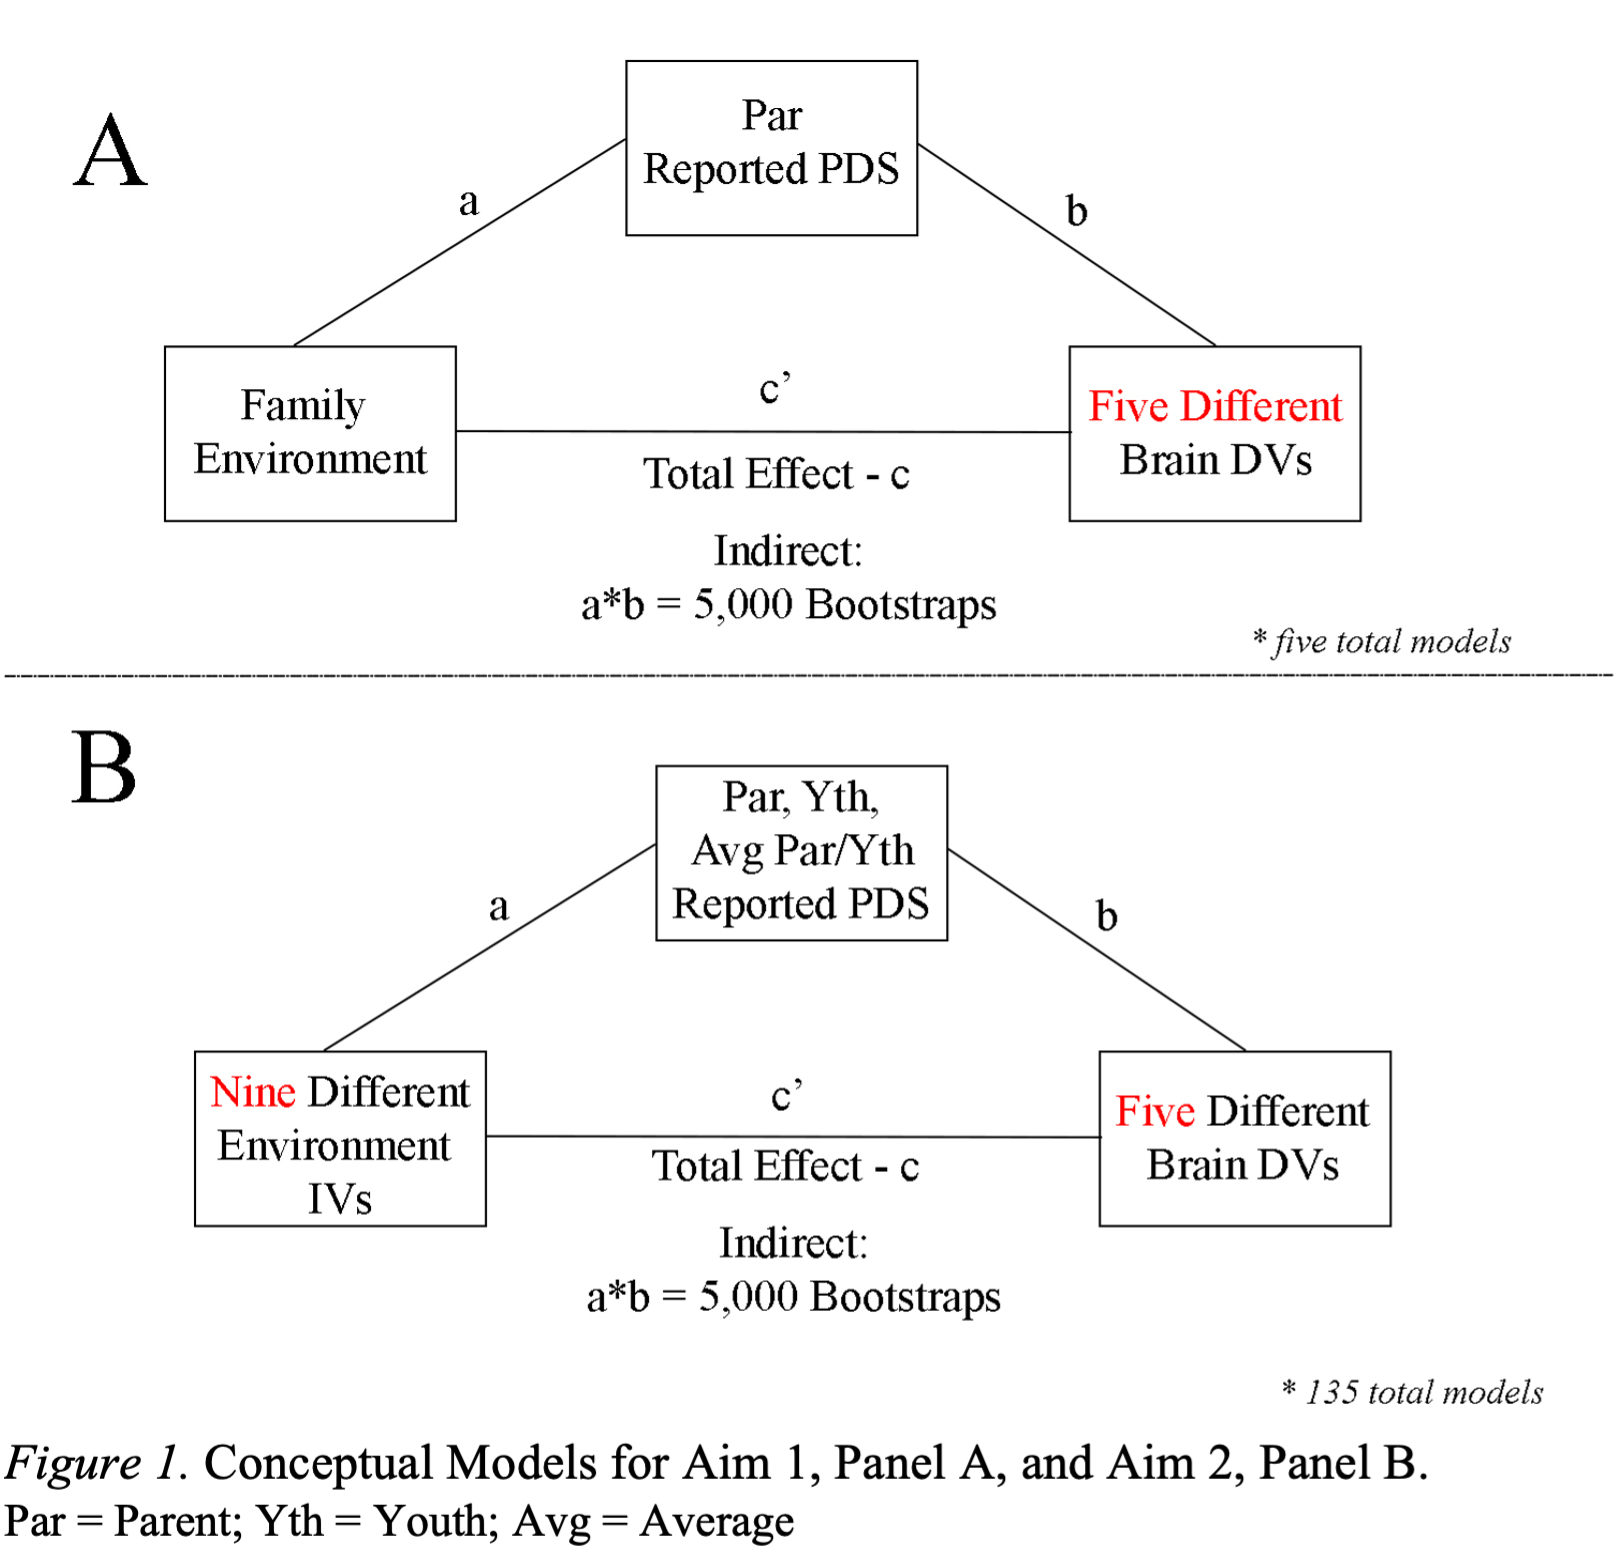 A
Par
Reported PDS
a
b
Family
Environment
c’
Total Effect - c
Five Different
Brain DVs
Indirect:
a*b = 5,000 Bootstraps
* five total models
B
Par, Yth,
Avg Par/Yth
Reported PDS
a
b
Nine Different
Environment
IVs
c’
Total Effect - c
Five Different
Brain DVs
Indirect:
a*b = 5,000 Bootstraps
* 135 total models
Figure 1. Conceptual Models for Aim 1, Panel A, and Aim 2, Panel B.
Par = Parent; Yth = Youth; Avg = Average